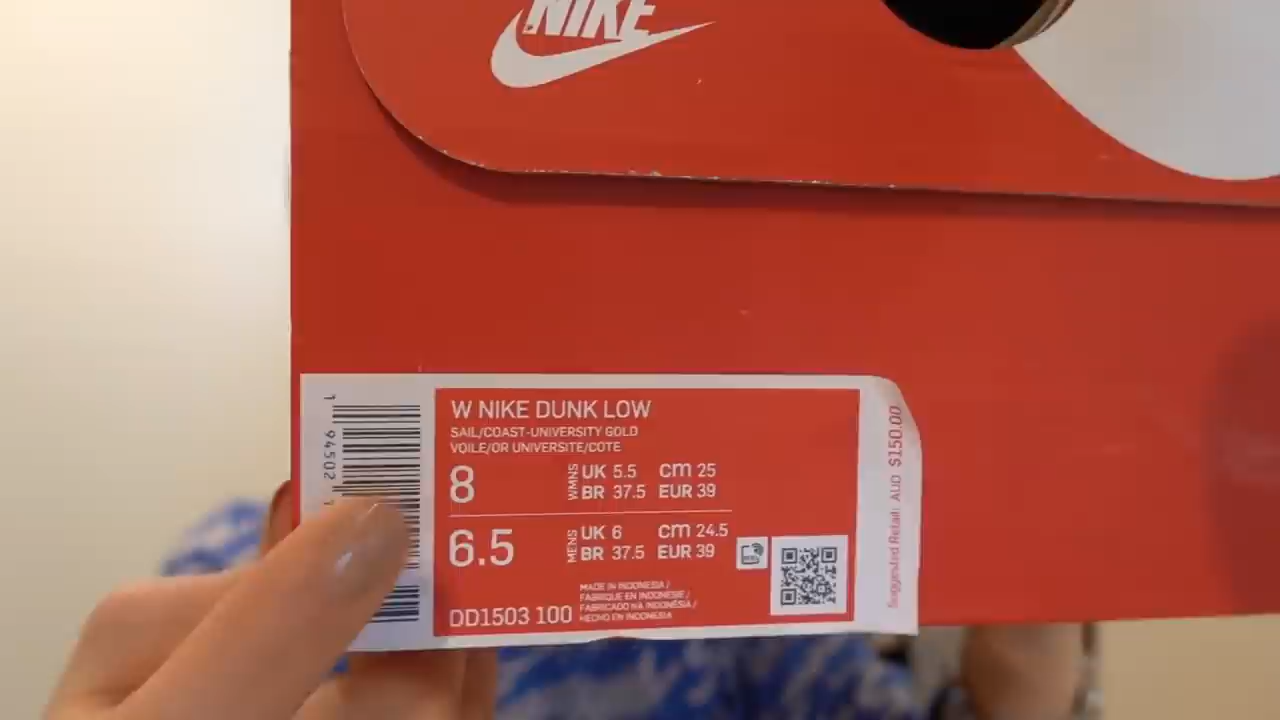 NIKE
W NIKE DUNK LOW
SAIL/COAST-UNIVERSITY GOLD
VOILE/OR UNIVERSITE/COTE
8
WMNS
UK 5.5 cm 25
BR 37.5 EUR 39
6.5
MENS
UK 6 cm 24.5
BR 37.5 EUR 39
MADE IN INDONESIA /
FABRIQUE EN INDONESIE /
FABRICADO NA INDONÉSIA /
HECHO EN INDONESIA
DD1503 100
1 94502
Suggested Retail: AUD $150.00